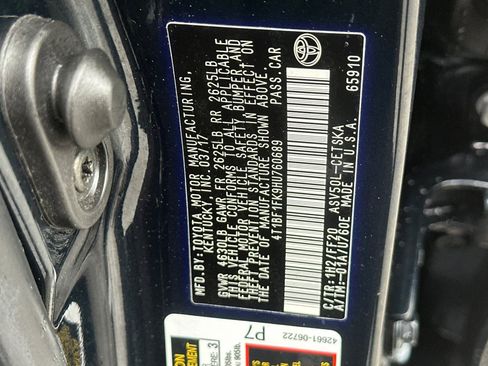 MFD. BY: TOYOTA MOTOR MANUFACTURING,
KENTUCKY, INC. 03/17
GVWR 4630LB GAWR FR 2625LB RR 2625LB
THIS VEHICLE CONFORMS TO ALL APPLICABLE
FEDERAL MOTOR VEHICLE SAFETY, BUMPER, AND
THEFT PREVENTION STANDARDS IN EFFECT ON
THE DATE OF MANUFACTURE SHOWN ABOVE.
4T1BF1FK9HU760689 PASS.CAR
C/TR:1H2/FF20 ASV50L-CETSKA
A/TM:-01A/U760E MADE IN U.S.A.
65910
42661-06722
P7